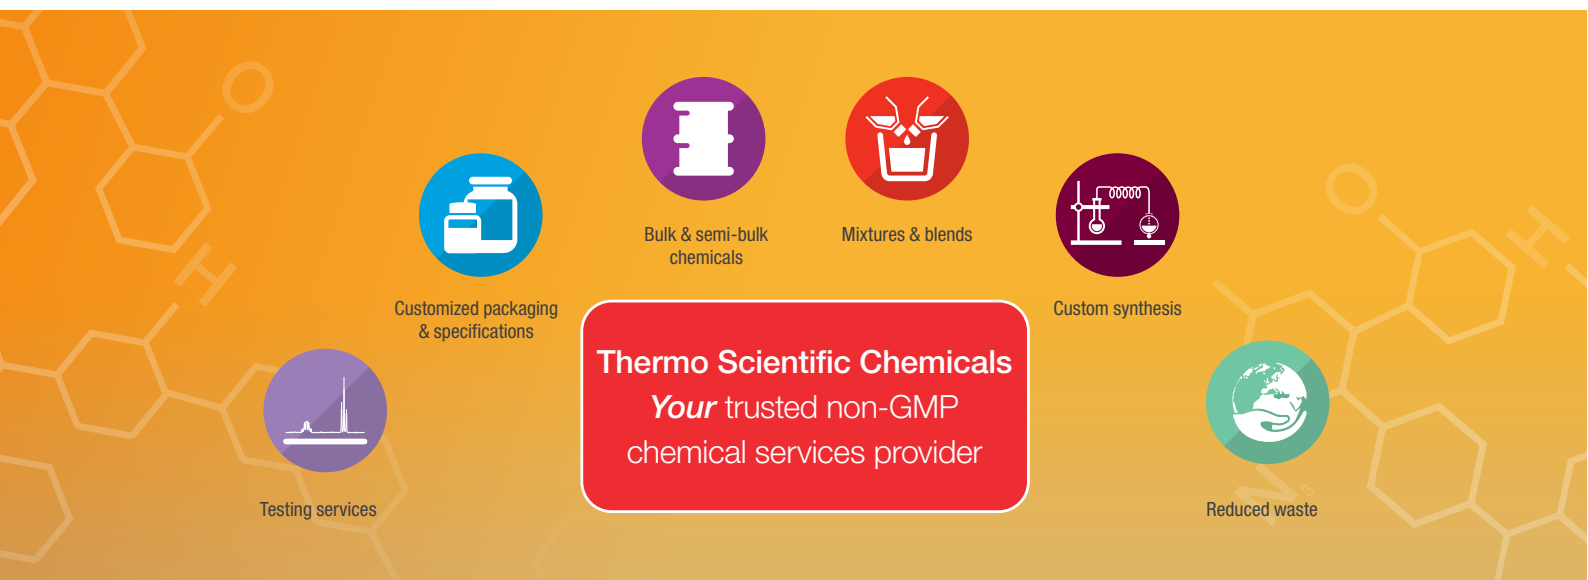 Bulk & semi-bulk
chemicals
Mixtures & blends
Customized packaging
& specifications
Custom synthesis
Thermo Scientific Chemicals
Your trusted non-GMP
chemical services provider
Testing services
Reduced waste
O
H
O
H
N
3